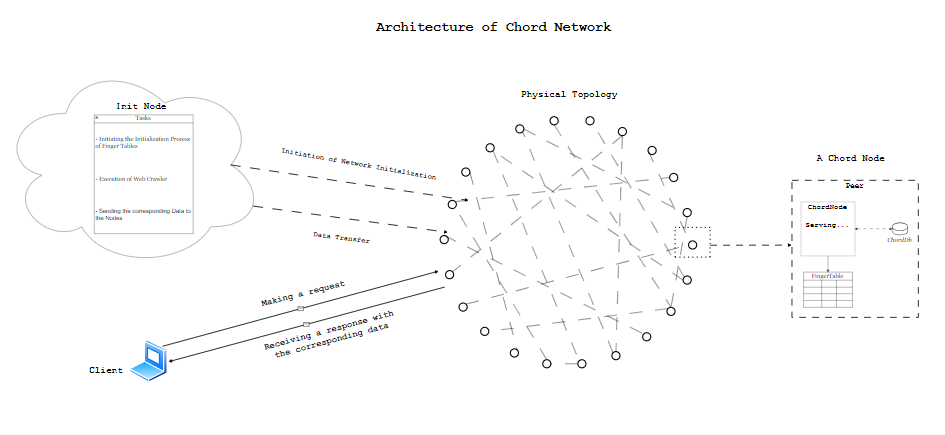 Architecture of Chord Network
Physical Topology
Init Node
Tasks
- Initiating the Initialization Process
of Finger Tables
- Execution of Web Crawler
- Sending the corresponding Data to
the Nodes
Initiation of Network Initialization
Data Transfer
Making a request
Receiving a response with
the corresponding data
Client
A Chord Node
Peer
ChordNode
Serving...
ChordDb
FingerTable